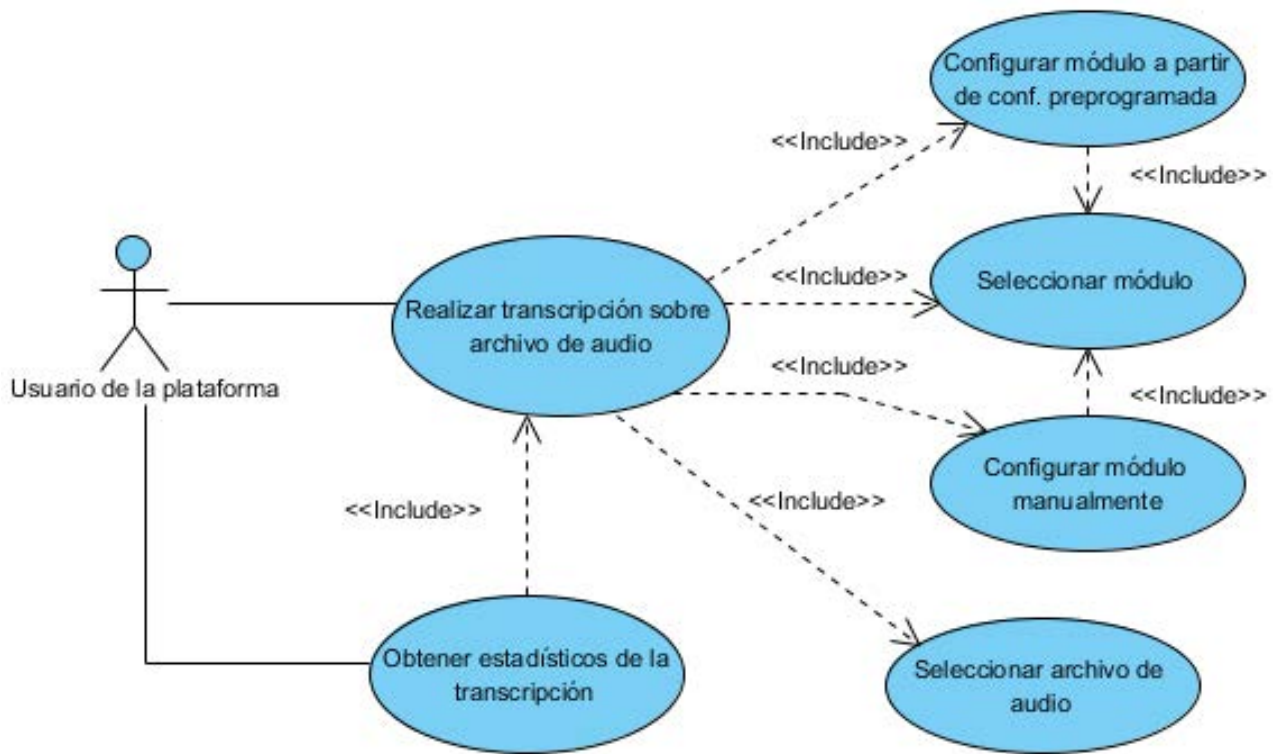 Configurar módulo a partir
de conf. preprogramada
<<Include>>
<<Include>>
Seleccionar módulo
<<Include>>
Realizar transcripción sobre
archivo de audio
Usuario de la plataforma
<<Include>>
<<Include>>
Configurar módulo
manualmente
<<Include>>
<<Include>>
Obtener estadísticos de la
transcripción
Seleccionar archivo de
audio